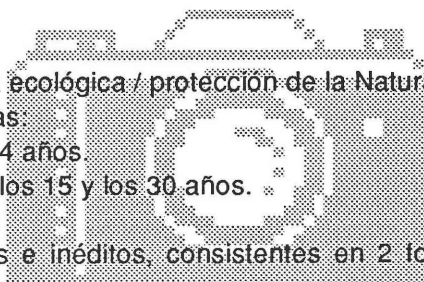 ecológica / protección de la Natur
as:
4 años.
los 15 y los 30 años.
s e inéditos, consistentes en 2 fo